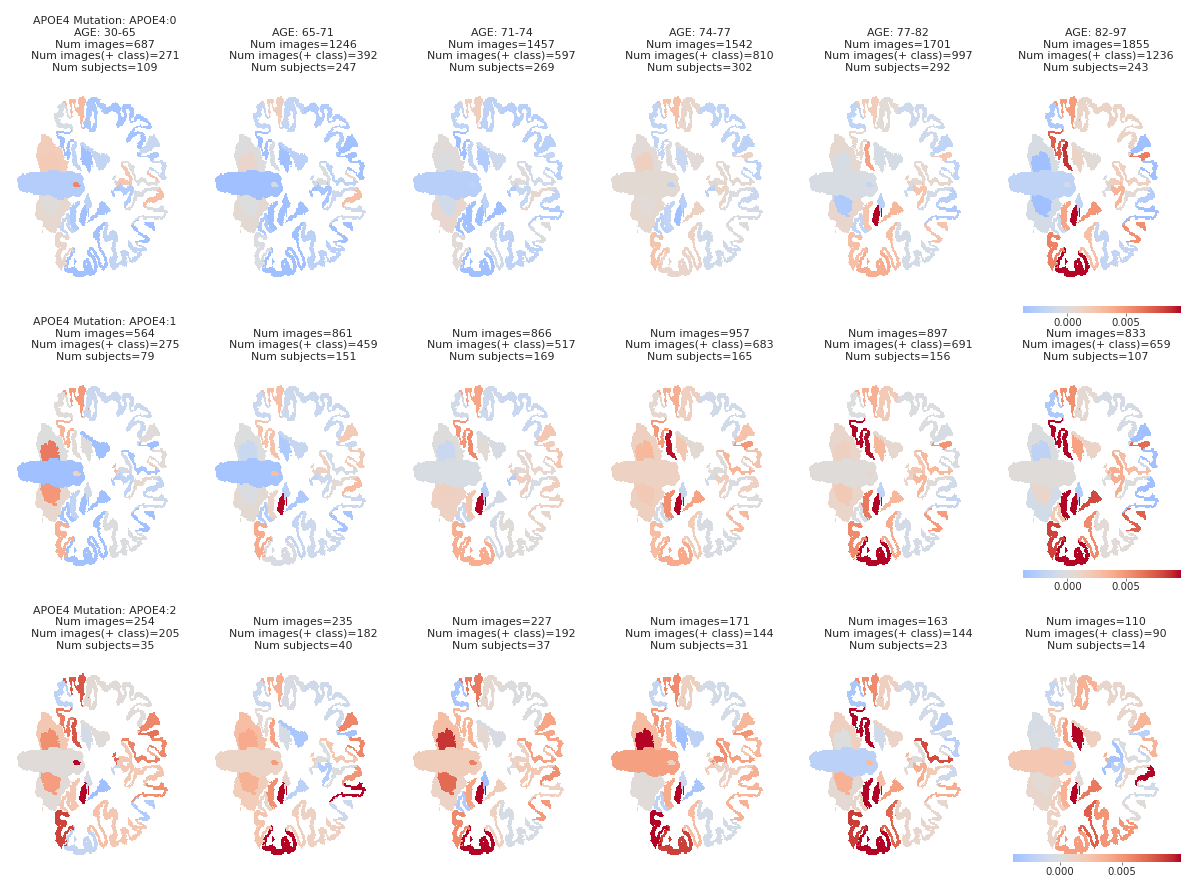 APOE4 Mutation: APOE4:0
AGE: 30-65
Num images=687
Num images(+ class)=271
Num subjects=109
AGE: 65-71
Num images=1246
Num images(+ class)=392
Num subjects=247
AGE: 71-74
Num images=1457
Num images(+ class)=597
Num subjects=269
AGE: 74-77
Num images=1542
Num images(+ class)=810
Num subjects=302
AGE: 77-82
Num images=1701
Num images(+ class)=997
Num subjects=292
AGE: 82-97
Num images=1855
Num images(+ class)=1236
Num subjects=243
0.000 0.005
APOE4 Mutation: APOE4:1
Num images=564
Num images(+ class)=275
Num subjects=79
Num images=861
Num images(+ class)=459
Num subjects=151
Num images=866
Num images(+ class)=517
Num subjects=169
Num images=957
Num images(+ class)=683
Num subjects=165
Num images=897
Num images(+ class)=691
Num subjects=156
Num images=833
Num images(+ class)=659
Num subjects=107
0.000 0.005
APOE4 Mutation: APOE4:2
Num images=254
Num images(+ class)=205
Num subjects=35
Num images=235
Num images(+ class)=182
Num subjects=40
Num images=227
Num images(+ class)=192
Num subjects=37
Num images=171
Num images(+ class)=144
Num subjects=31
Num images=163
Num images(+ class)=144
Num subjects=23
Num images=110
Num images(+ class)=90
Num subjects=14
0.000 0.005